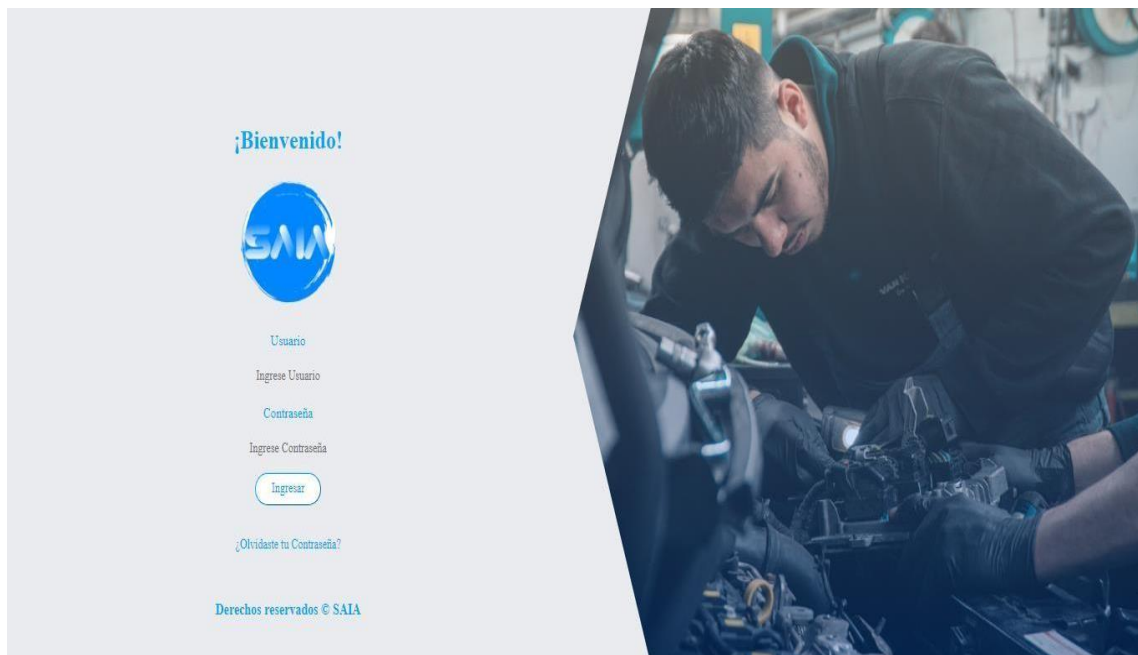 ¡Bienvenido!
SAIA
Usuario
Ingrese Usuario
Contraseña
Ingrese Contraseña
Ingresar
¿Olvidaste tu Contraseña?
Derechos reservados © SAIA